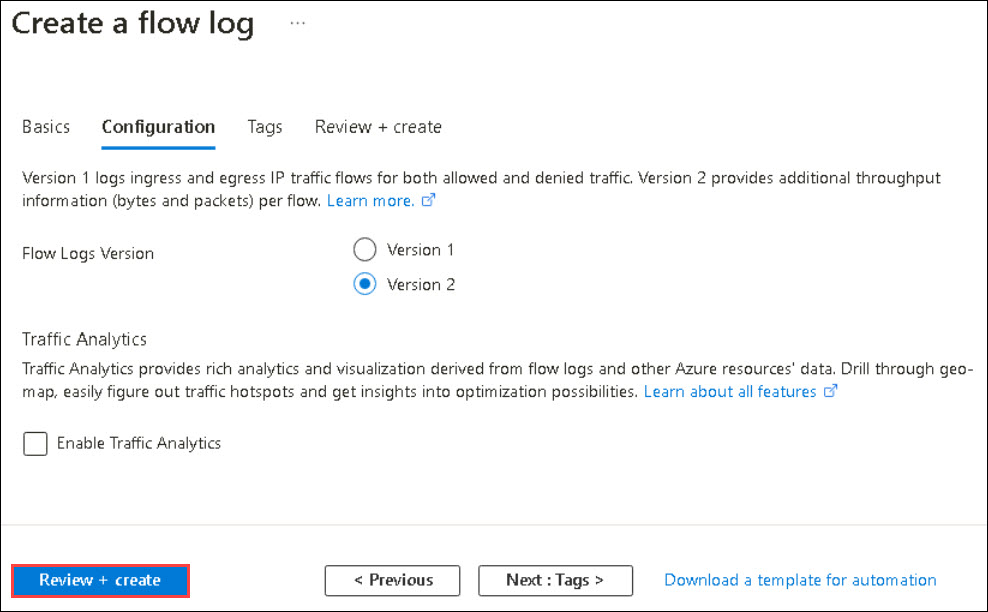 Create a flow log ...
Basics Configuration Tags Review + create
Version 1 logs ingress and egress IP traffic flows for both allowed and denied traffic. Version 2 provides additional throughput
information (bytes and packets) per flow. Learn more.
Flow Logs Version
Version 1
Version 2
Traffic Analytics
Traffic Analytics provides rich analytics and visualization derived from flow logs and other Azure resources' data. Drill through geo-
map, easily figure out traffic hotspots and get insights into optimization possibilities. Learn about all features
Enable Traffic Analytics
Review + create < Previous Next : Tags > Download a template for automation